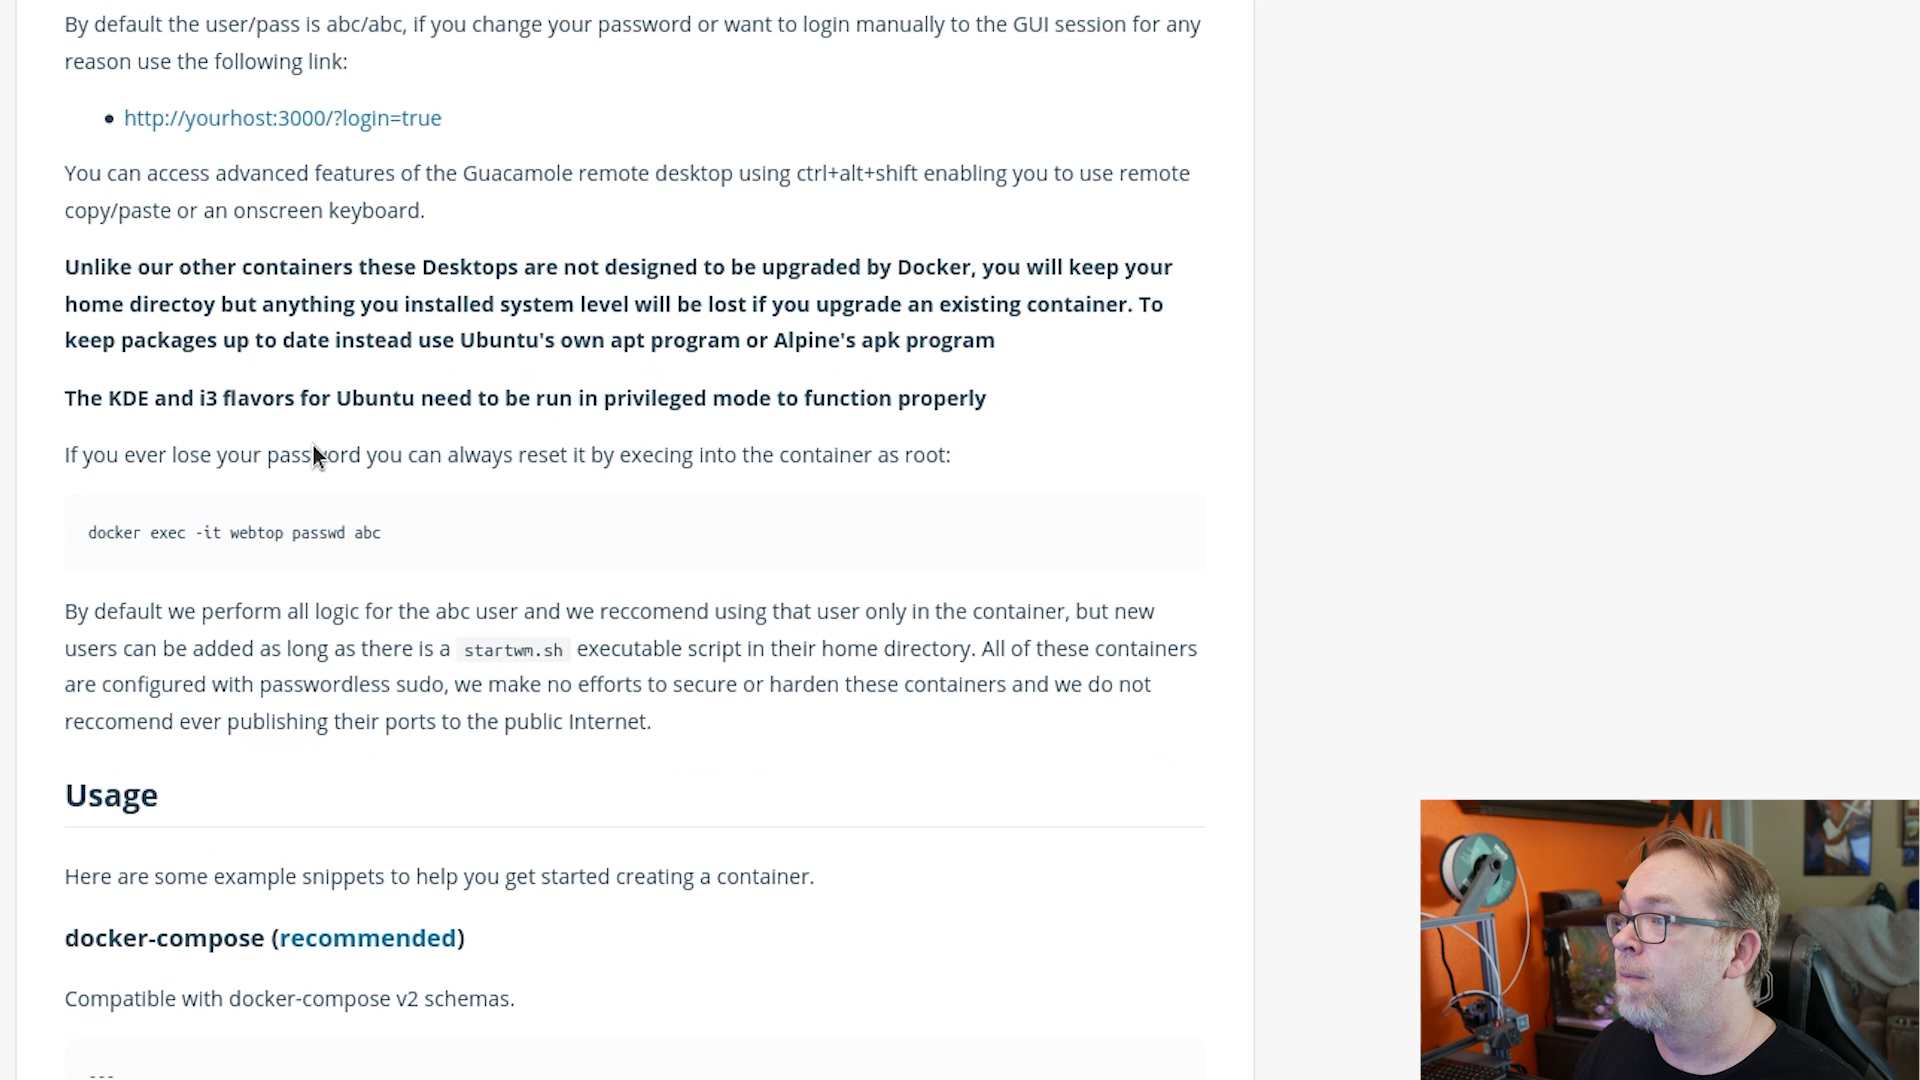 By default the user/pass is abc/abc, if you change your password or want to login manually to the GUI session for any
reason use the following link:
http://yourhost:3000/?login=true
You can access advanced features of the Guacamole remote desktop using ctrl+alt+shift enabling you to use remote
copy/paste or an onscreen keyboard.
Unlike our other containers these Desktops are not designed to be upgraded by Docker, you will keep your
home directoy but anything you installed system level will be lost if you upgrade an existing container. To
keep packages up to date instead use Ubuntu's own apt program or Alpine's apk program
The KDE and i3 flavors for Ubuntu need to be run in privileged mode to function properly
If you ever lose your password you can always reset it by execing into the container as root:
docker exec -it webtop passwd abc
By default we perform all logic for the abc user and we reccomend using that user only in the container, but new
users can be added as long as there is a startwm.sh executable script in their home directory. All of these containers
are configured with passwordless sudo, we make no efforts to secure or harden these containers and we do not
reccomend ever publishing their ports to the public Internet.
Usage
Here are some example snippets to help you get started creating a container.
docker-compose (recommended)
Compatible with docker-compose v2 schemas.
---